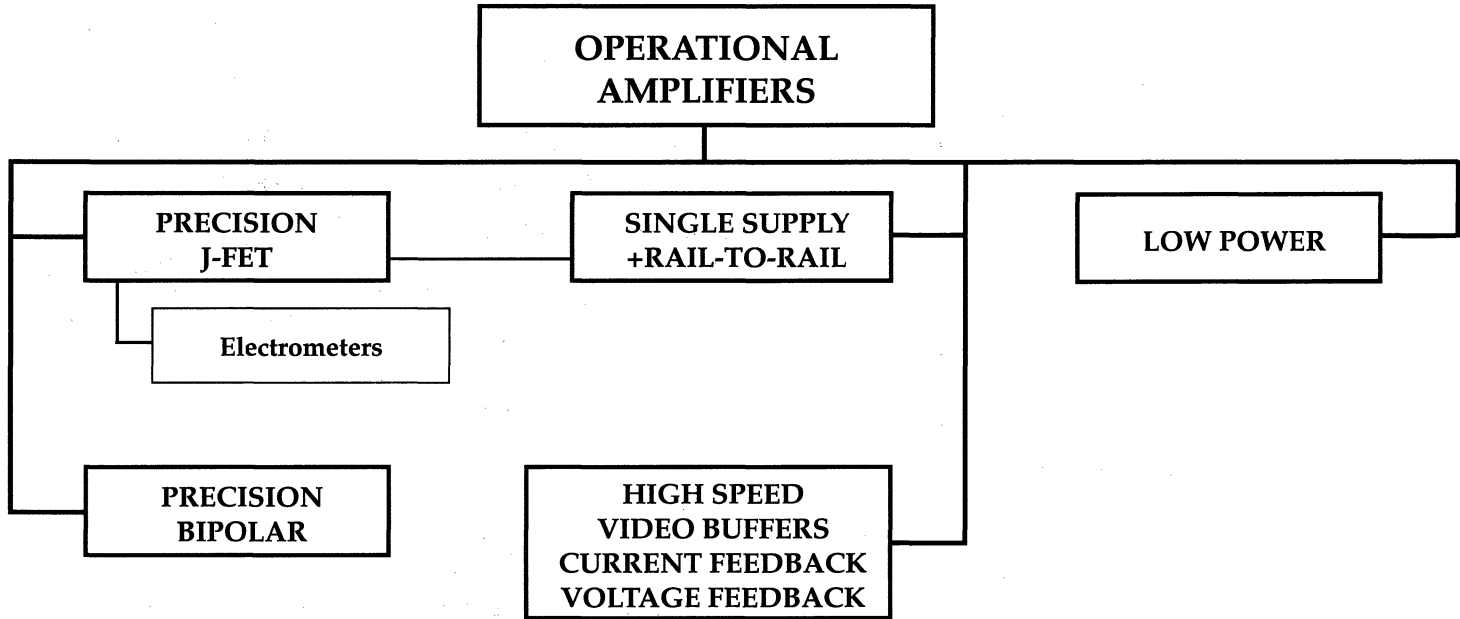 OPERATIONAL
AMPLIFIERS
PRECISION
J-FET
SINGLE SUPPLY
+RAIL-TO-RAIL
LOW POWER
Electrometers
PRECISION
BIPOLAR
HIGH SPEED
VIDEO BUFFERS
CURRENT FEEDBACK
VOLTAGE FEEDBACK